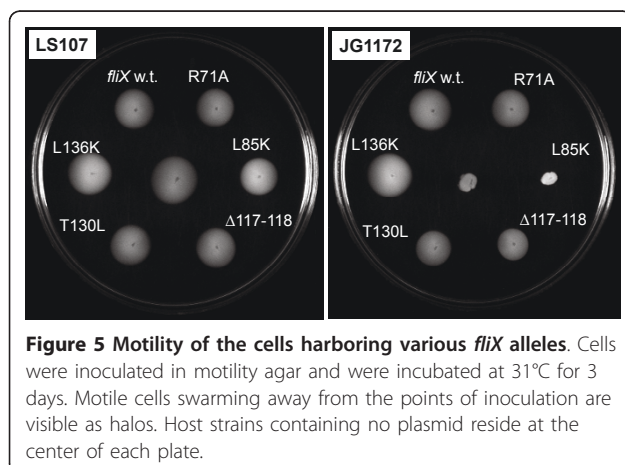 LS107
fliX w.t.
R71A
L136K
L85K
T130L
Δ117-118
JG1172
fliX w.t.
R71A
L136K
L85K
T130L
Δ117-118
Figure 5 Motility of the cells harboring various fliX alleles. Cells
were inoculated in motility agar and were incubated at 31°C for 3
days. Motile cells swarming away from the points of inoculation are
visible as halos. Host strains containing no plasmid reside at the
center of each plate.